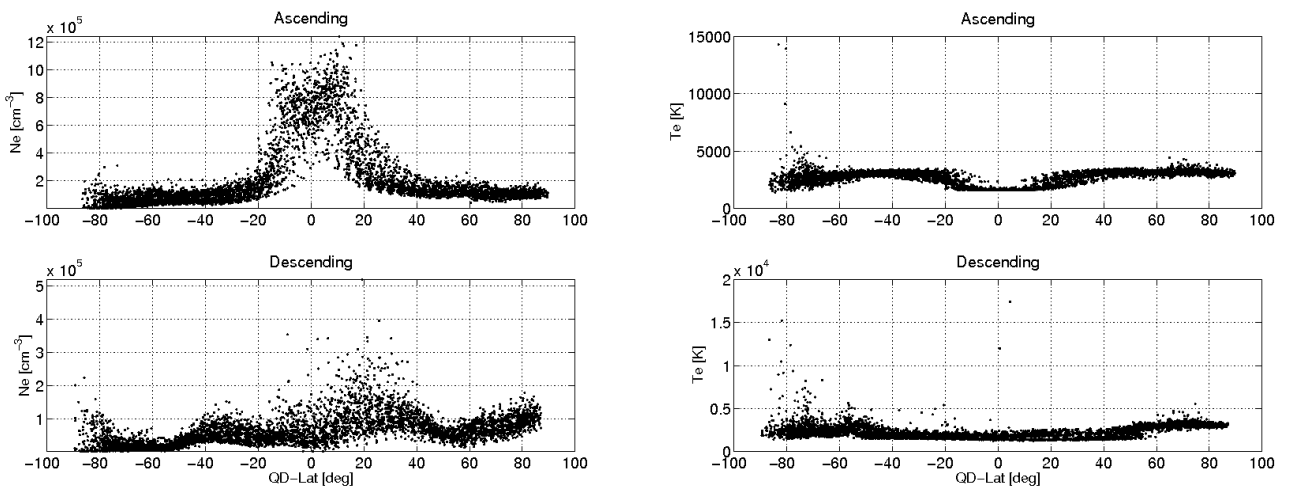 Ascending
x 10^5
12
10
8
6
4
2
Ne [cm^-3]
−100 −80 −60 −40 −20 0 20 40 60 80 100
Ascending
15000
10000
5000
0
Te [K]
−100 −80 −60 −40 −20 0 20 40 60 80 100
Descending
x 10^5
5
4
3
2
1
Ne [cm^-3]
−100 −80 −60 −40 −20 0 20 40 60 80 100
QD−Lat [deg]
Descending
x 10^4
2
1.5
1
0.5
0
Te [K]
−100 −80 −60 −40 −20 0 20 40 60 80 100
QD−Lat [deg]